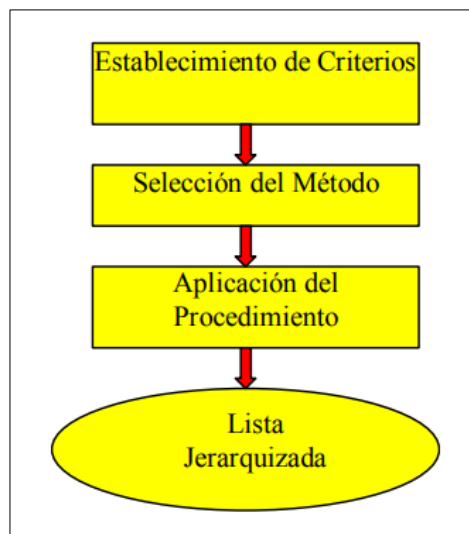 Establecimiento de Criterios
Selección del Método
Aplicación del
Procedimiento
Lista
Jerarquizada